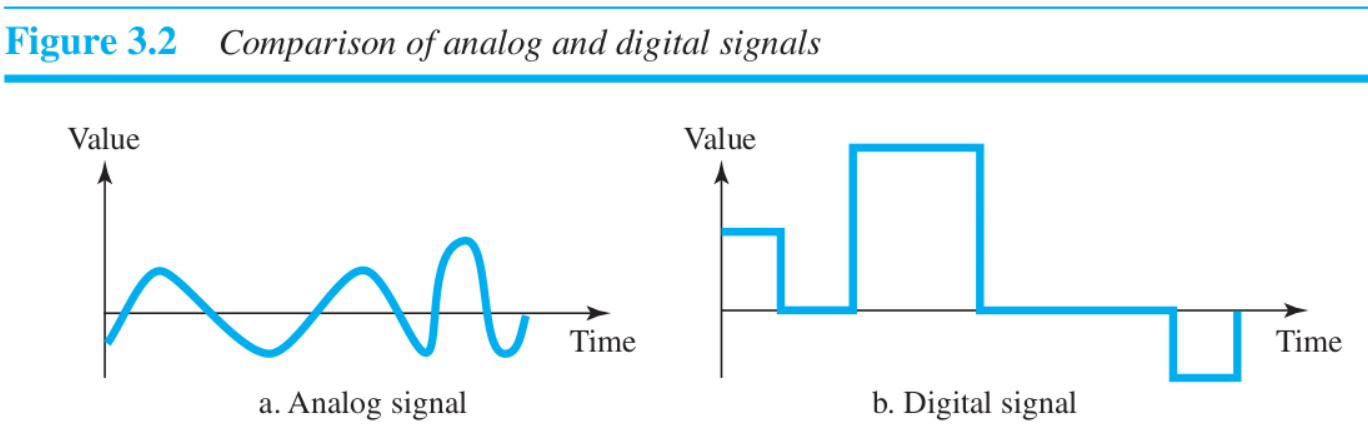 Figure 3.2 Comparison of analog and digital signals
Value
Time
a. Analog signal
Value
Time
b. Digital signal